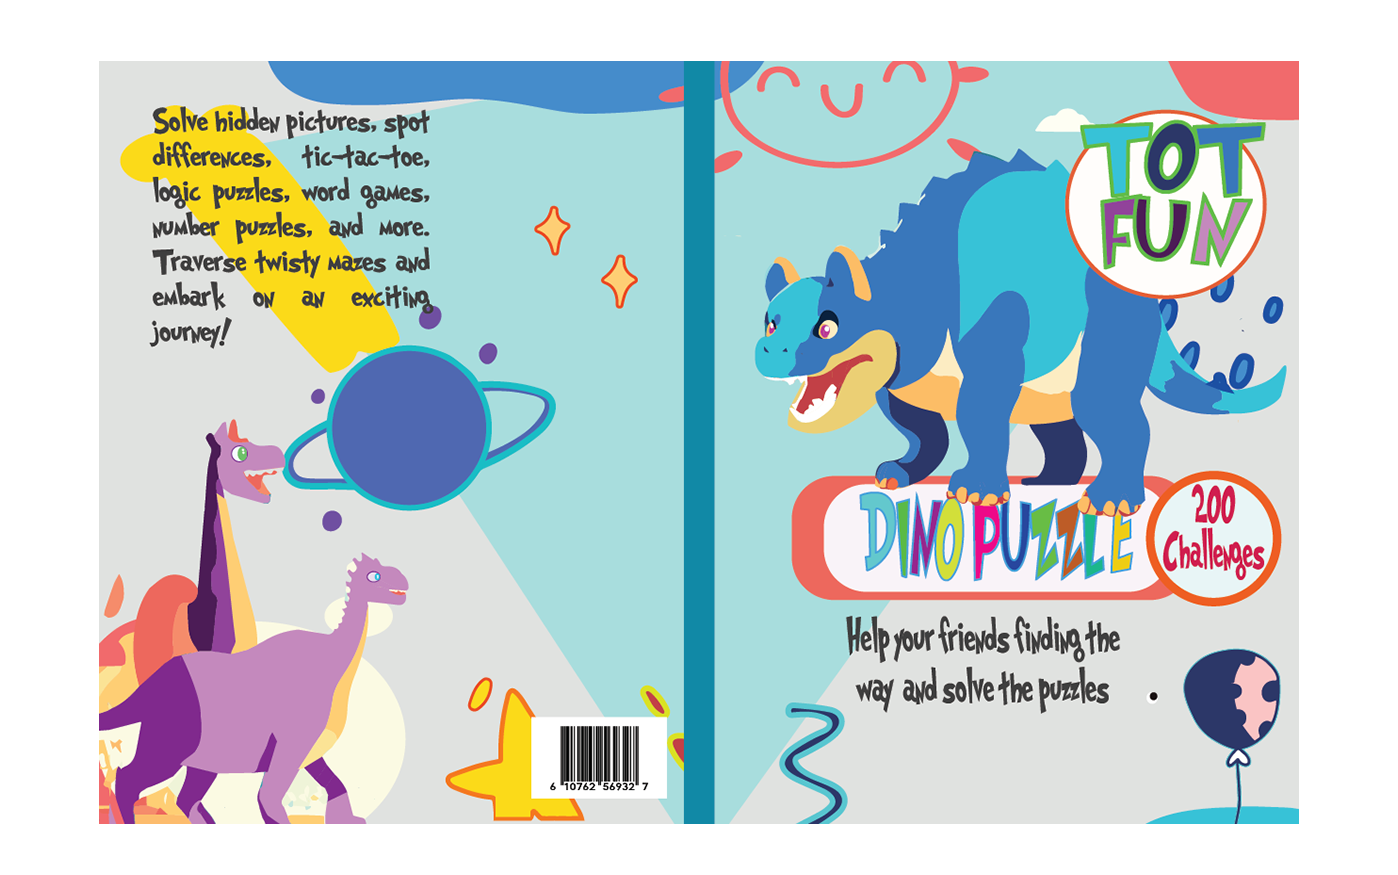 Solve hidden pictures, spot
differences, tic-tac-toe,
logic puzzles, word games,
number puzzles, and more.
Traverse twisty mazes and
embark on an exciting
journey!
6 10762 56932 7
TOT
FUN
DINO PUZZLE
200
Challenges
Help your friends finding the
way and solve the puzzles